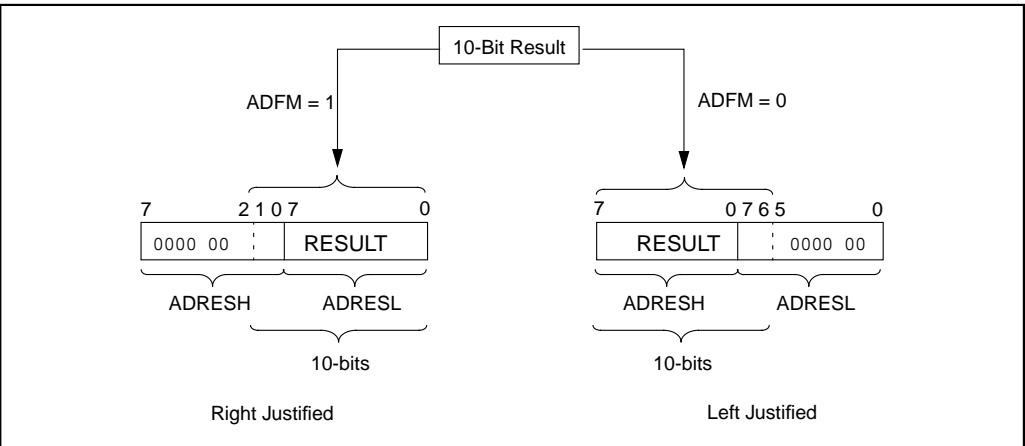 10-Bit Result
ADFM = 1 ADFM = 0
7 2 1 0 7 0 7 0 7 6 5 0
0000 00 RESULT RESULT 0000 00
ADRESH ADRESL ADRESH ADRESL
10-bits 10-bits
Right Justified Left Justified